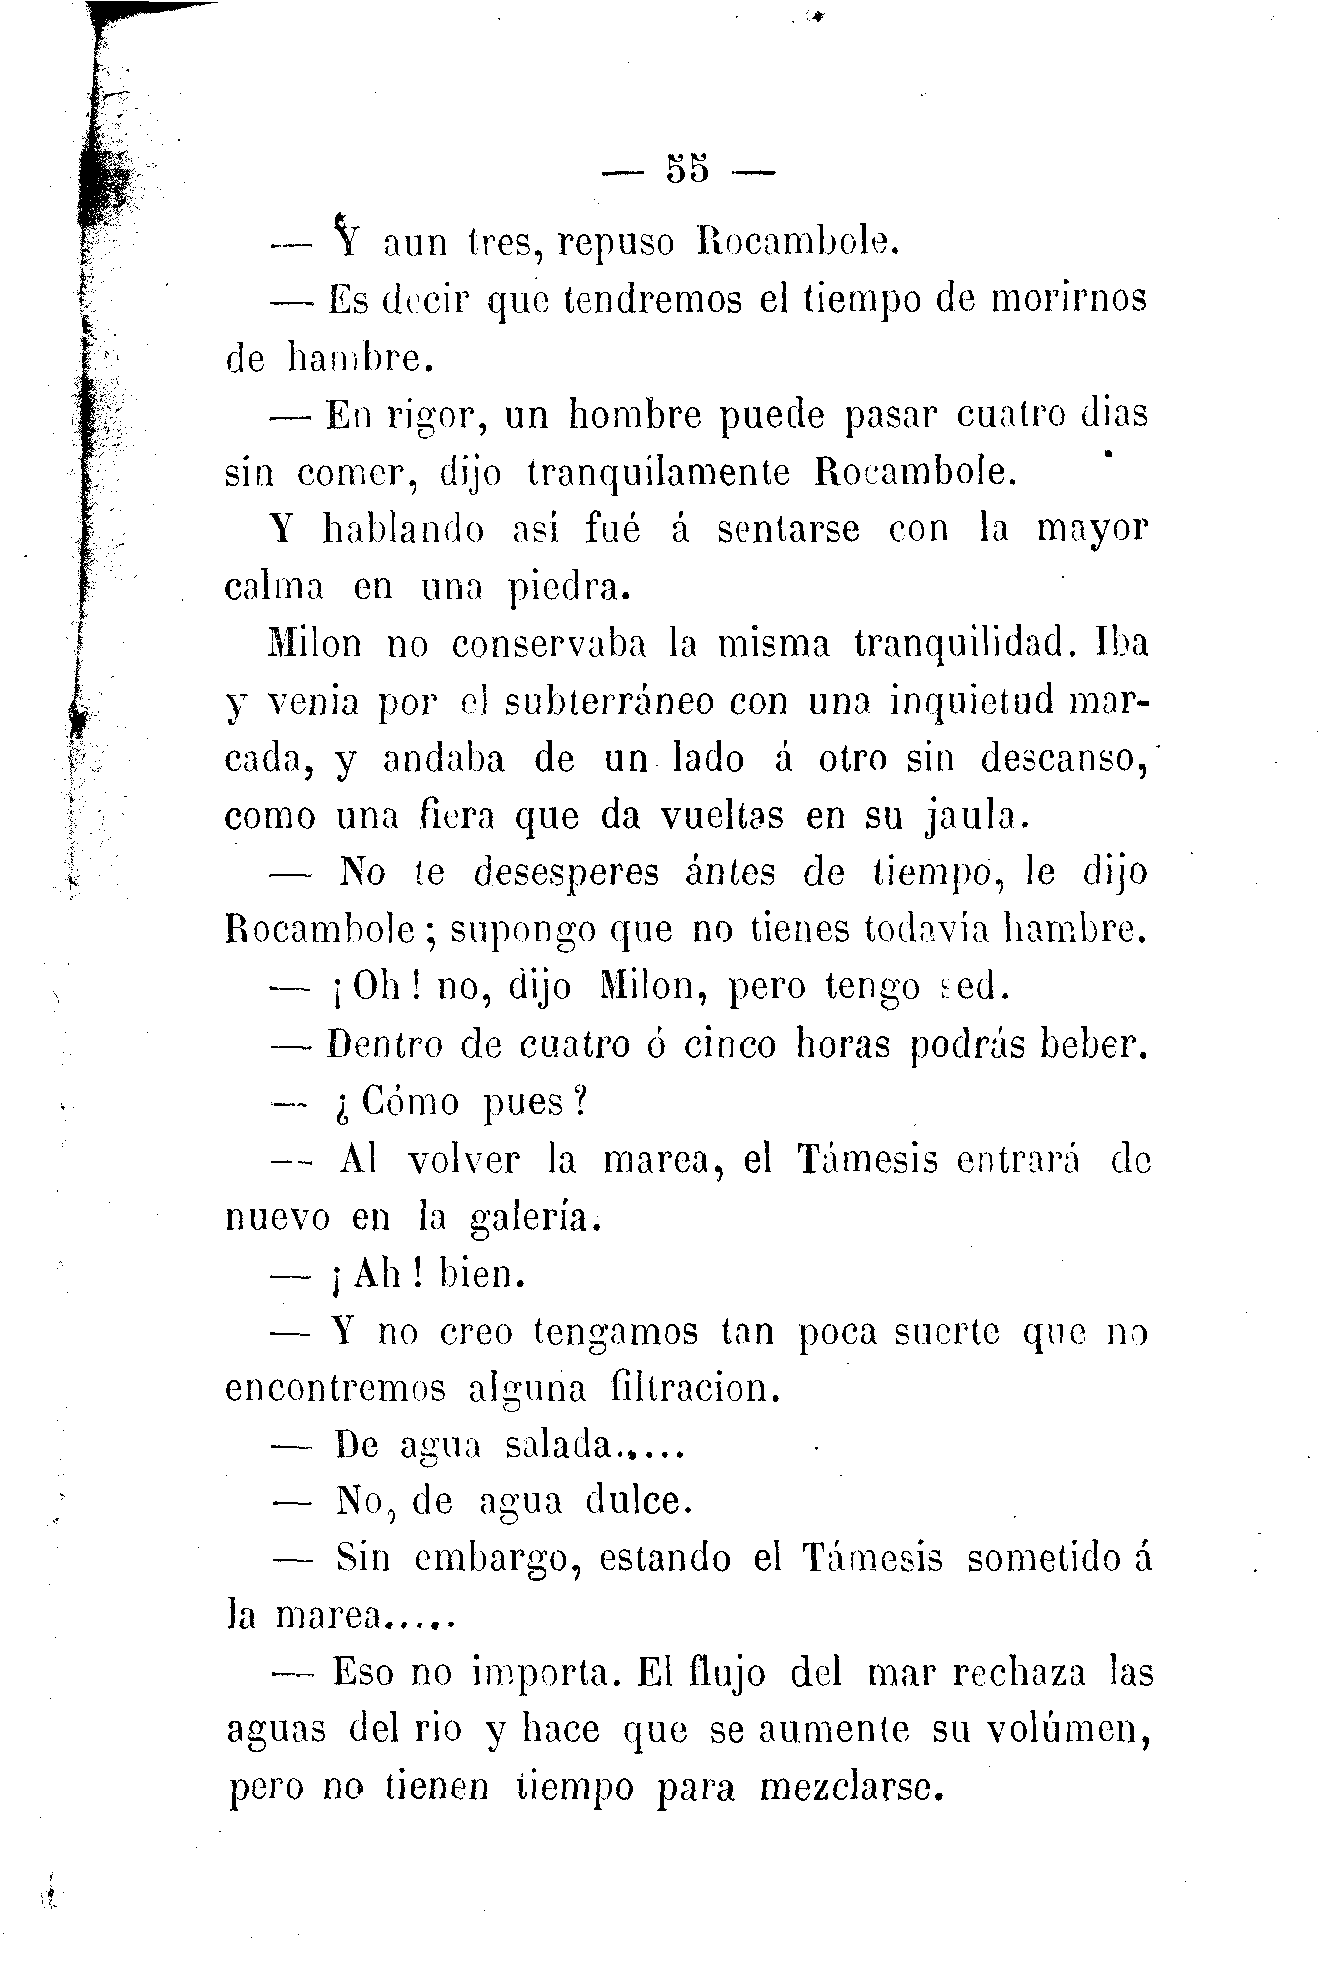 — 55 —
— Y aun tres, repuso Rocambole.
— Es decir que tendremos el tiempo de morirnos
de hambre.
— En rigor, un hombre puede pasar cuatro dias
sin comer, dijo tranquilamente Rocambole.
Y hablando así fué á sentarse con la mayor
calma en una piedra.
Milon no conservaba la misma tranquilidad. Iba
y venia por el subterráneo con una inquietud mar-
cada, y andaba de un lado á otro sin descanso,
como una fiera que da vueltas en su jaula.
— No te desesperes ántes de tiempo, le dijo
Rocambole; supongo que no tienes todavía hambre.
— ¡Oh! no, dijo Milon, pero tengo sed.
— Dentro de cuatro ó cinco horas podrás beber.
— ¿Cómo pues?
— Al volver la marea, el Támesis entrará de
nuevo en la galería.
— ¡Ah! bien.
— Y no creo tengamos tan poca suerte que no
encontremos alguna filtracion.
— De agua salada.....
— No, de agua dulce.
— Sin embargo, estando el Támesis sometido á
la marea.....
— Eso no importa. El flujo del mar rechaza las
aguas del rio y hace que se aumente su volúmen,
pero no tienen tiempo para mezclarse.